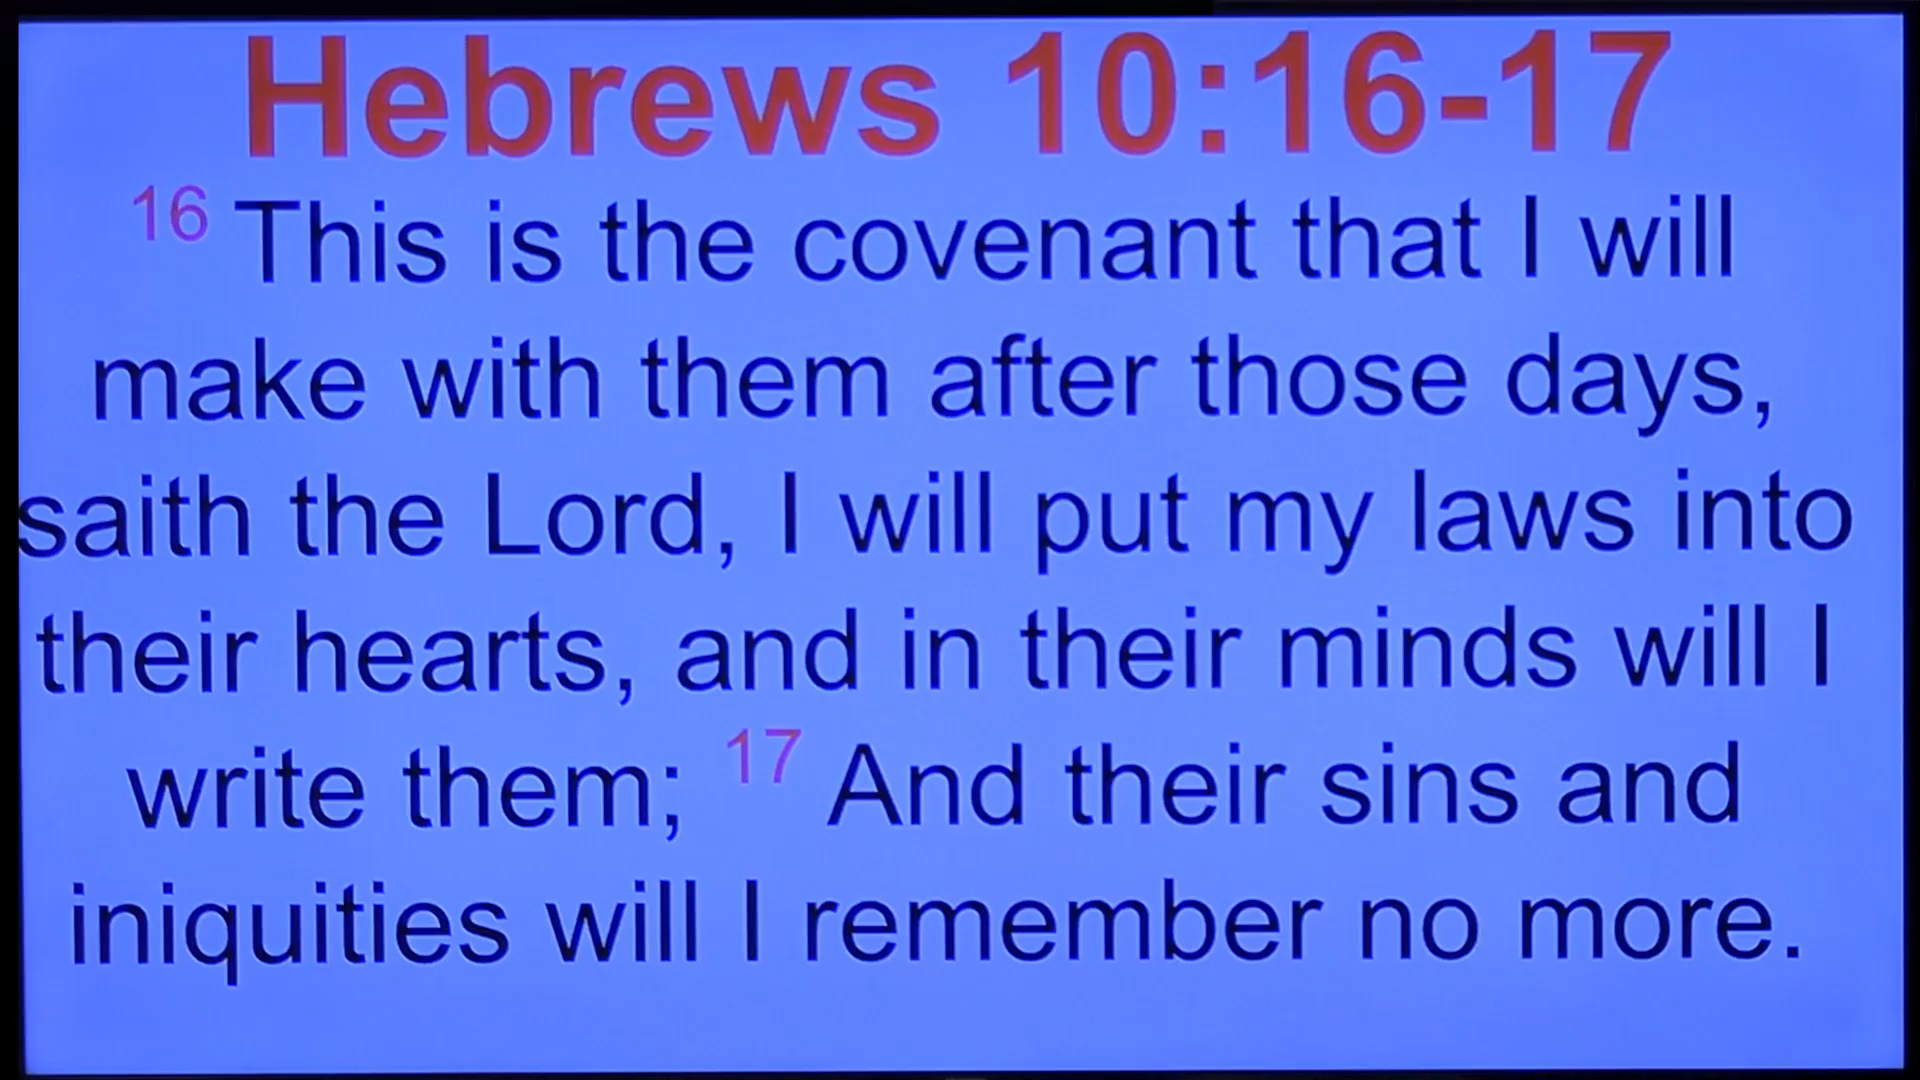 Hebrews 10:16-17
16 This is the covenant that I will
make with them after those days,
saith the Lord, I will put my laws into
their hearts, and in their minds will I
write them; 17 And their sins and
iniquities will I remember no more.